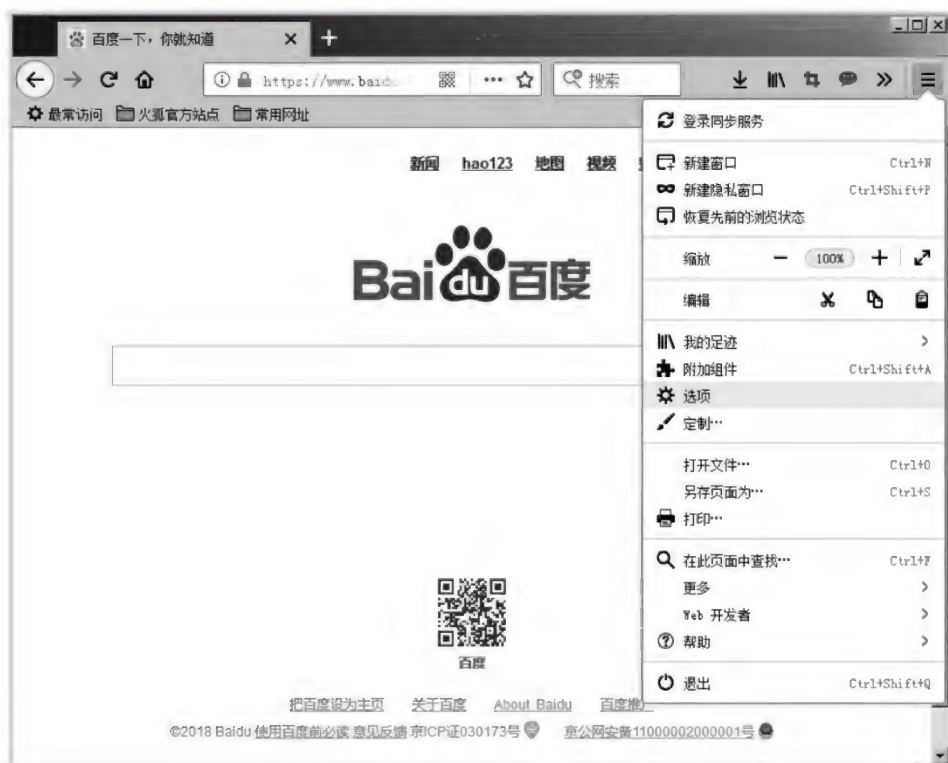 百度一下，你就知道
https://www.baid
搜索
最常访问 火狐官方站点 常用网址
新闻 hao123 地图 视频
Bai du 百度
百度
把百度设为主页 关于百度 About Baidu 百度推
©2018 Baidu 使用百度前必读 意见反馈 京ICP证030173号 京公网安备11000002000001号
登录同步服务
新建窗口 Ctrl+N
新建隐私窗口 Ctrl+Shift+P
恢复先前的浏览状态
缩放 100%
编辑
我的足迹
附加组件 Ctrl+Shift+A
选项
定制…
打开文件… Ctrl+O
另存页面为… Ctrl+S
打印…
在此页面中查找… Ctrl+F
更多
Web 开发者
帮助
退出 Ctrl+Shift+Q